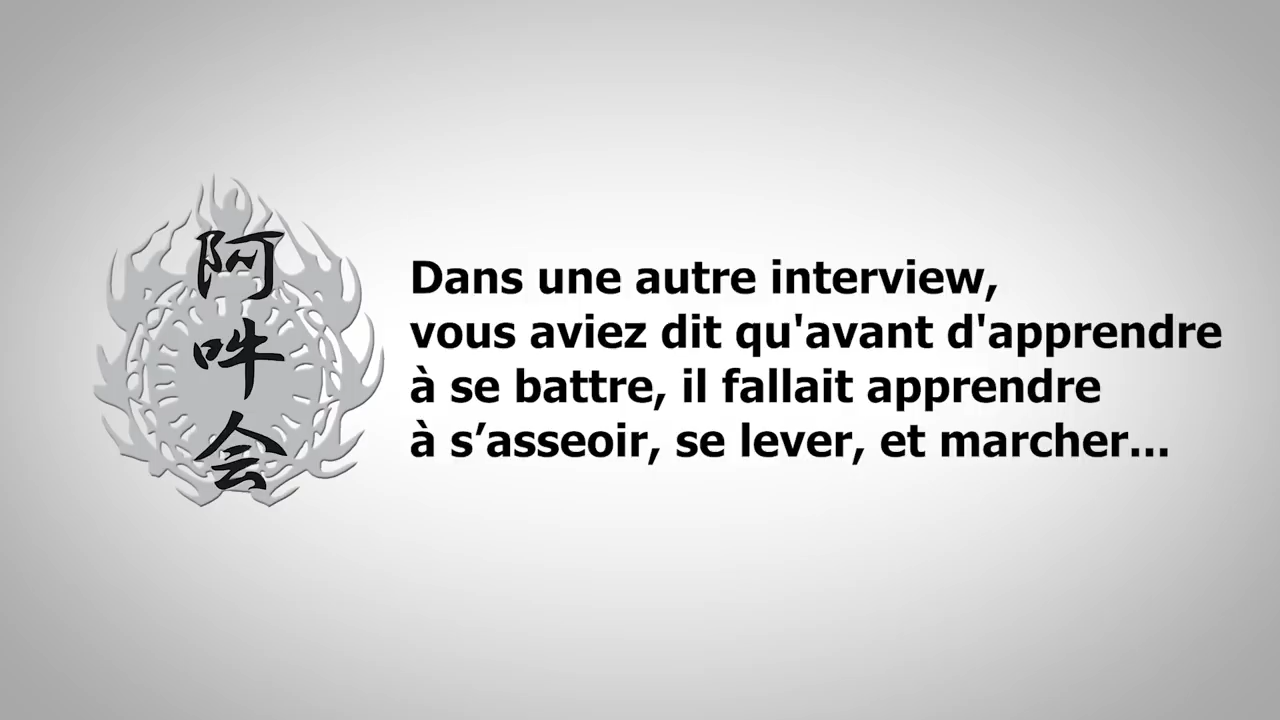 阿
吽
会
Dans une autre interview,
vous aviez dit qu'avant d'apprendre
à se battre, il fallait apprendre
à s’asseoir, se lever, et marcher...